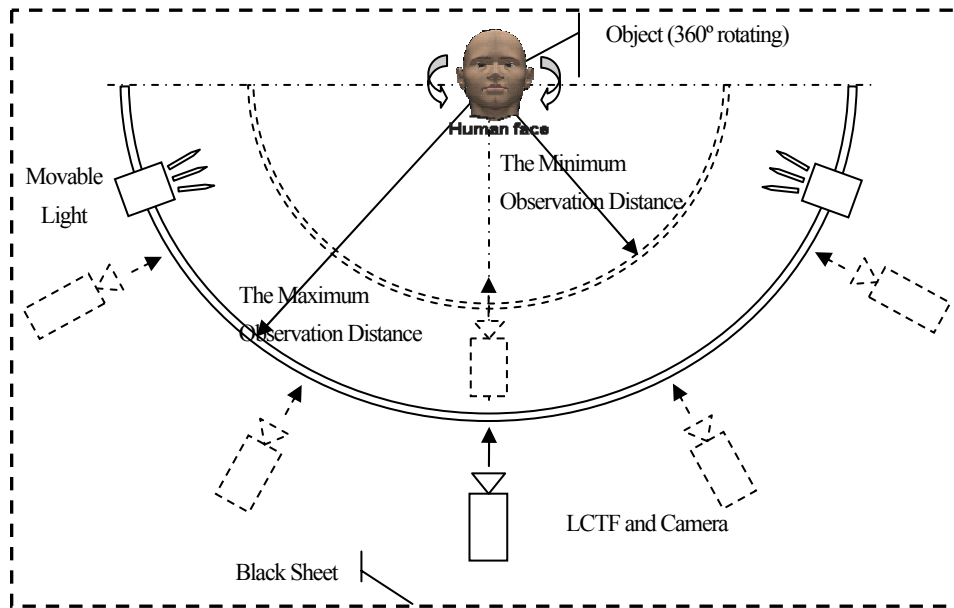 Object (360º rotating)
Human face
The Minimum
Observation Distance
Movable
Light
The Maximum
Observation Distance
LCTF and Camera
Black Sheet